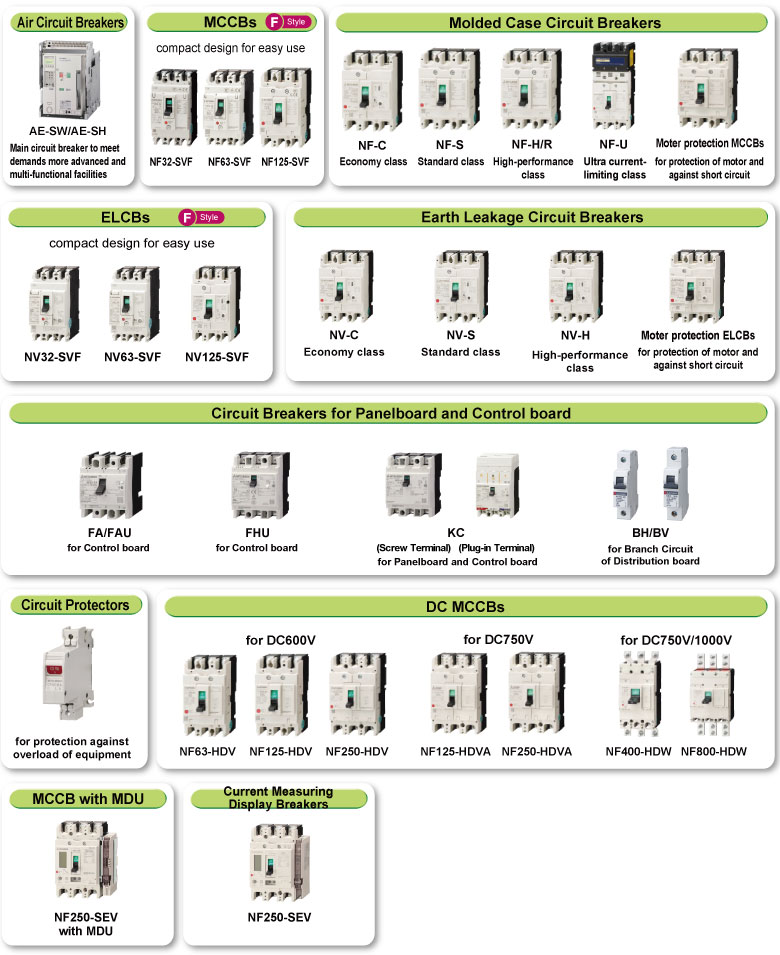 Air Circuit Breakers
AE-SW/AE-SH
Main circuit breaker to meet
demands more advanced and
multi-functional facilities
MCCBs F Style
compact design for easy use
NF32-SVF NF63-SVF NF125-SVF
Molded Case Circuit Breakers
NF-C
Economy class
NF-S
Standard class
NF-H/R
High-performance
class
NF-U
Ultra current-
limiting class
Moter protection MCCBs
for protection of motor and
against short circuit
ELCBs F Style
compact design for easy use
NV32-SVF NV63-SVF NV125-SVF
Earth Leakage Circuit Breakers
NV-C
Economy class
NV-S
Standard class
NV-H
High-performance
class
Moter protection ELCBs
for protection of motor and
against short circuit
Circuit Breakers for Panelboard and Control board
FA/FAU
for Control board
FHU
for Control board
KC
(Screw Terminal) (Plug-in Terminal)
for Panelboard and Control board
BH/BV
for Branch Circuit
of Distribution board
Circuit Protectors
for protection against
overload of equipment
DC MCCBs
for DC600V
NF63-HDV NF125-HDV NF250-HDV
for DC750V
NF125-HDVA NF250-HDVA
for DC750V/1000V
NF400-HDW NF800-HDW
MCCB with MDU
NF250-SEV
with MDU
Current Measuring
Display Breakers
NF250-SEV